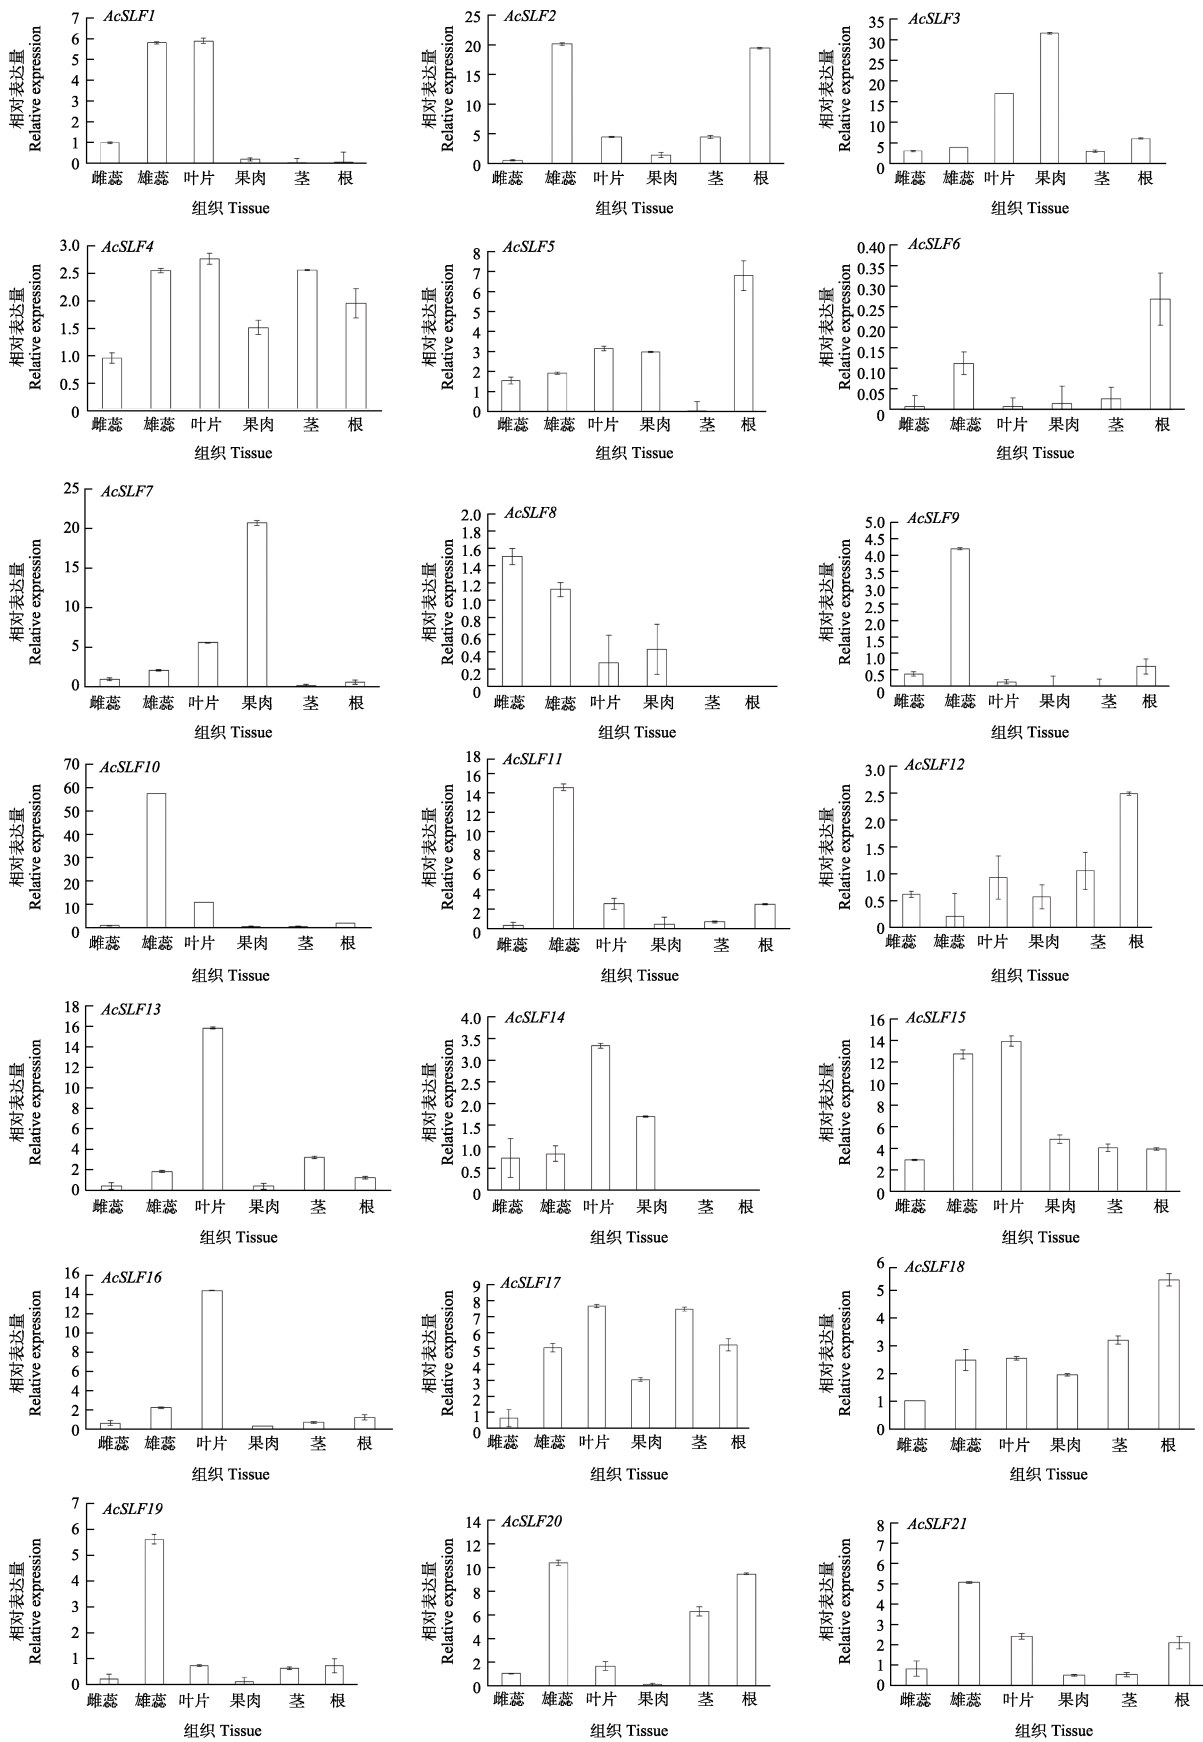 AcSLF1
相对表达量
Relative expression
7
6
5
4
3
2
1
0
雌蕊 雄蕊 叶片 果肉 茎 根
组织 Tissue
AcSLF2
相对表达量
Relative expression
25
20
15
10
5
0
雌蕊 雄蕊 叶片 果肉 茎 根
组织 Tissue
AcSLF3
相对表达量
Relative expression
35
30
25
20
15
10
5
0
雌蕊 雄蕊 叶片 果肉 茎 根
组织 Tissue
AcSLF4
相对表达量
Relative expression
3.0
2.5
2.0
1.5
1.0
0.5
0
雌蕊 雄蕊 叶片 果肉 茎 根
组织 Tissue
AcSLF5
相对表达量
Relative expression
8
7
6
5
4
3
2
1
0
雌蕊 雄蕊 叶片 果肉 茎 根
组织 Tissue
AcSLF6
相对表达量
Relative expression
0.40
0.35
0.30
0.25
0.20
0.15
0.10
0.05
0
雌蕊 雄蕊 叶片 果肉 茎 根
组织 Tissue
AcSLF7
相对表达量
Relative expression
25
20
15
10
5
0
雌蕊 雄蕊 叶片 果肉 茎 根
组织 Tissue
AcSLF8
相对表达量
Relative expression
2.0
1.8
1.6
1.4
1.2
1.0
0.8
0.6
0.4
0.2
0
雌蕊 雄蕊 叶片 果肉 茎 根
组织 Tissue
AcSLF9
相对表达量
Relative expression
5.0
4.5
4.0
3.5
3.0
2.5
2.0
1.5
1.0
0.5
0
雌蕊 雄蕊 叶片 果肉 茎 根
组织 Tissue
AcSLF10
相对表达量
Relative expression
70
60
50
40
30
20
10
0
雌蕊 雄蕊 叶片 果肉 茎 根
组织 Tissue
AcSLF11
相对表达量
Relative expression
18
16
14
12
10
8
6
4
2
0
雌蕊 雄蕊 叶片 果肉 茎 根
组织 Tissue
AcSLF12
相对表达量
Relative expression
3.0
2.5
2.0
1.5
1.0
0.5
0
雌蕊 雄蕊 叶片 果肉 茎 根
组织 Tissue
AcSLF13
相对表达量
Relative expression
18
16
14
12
10
8
6
4
2
0
雌蕊 雄蕊 叶片 果肉 茎 根
组织 Tissue
AcSLF14
相对表达量
Relative expression
4.0
3.5
3.0
2.5
2.0
1.5
1.0
0.5
0
雌蕊 雄蕊 叶片 果肉 茎 根
组织 Tissue
AcSLF15
相对表达量
Relative expression
16
14
12
10
8
6
4
2
0
雌蕊 雄蕊 叶片 果肉 茎 根
组织 Tissue
AcSLF16
相对表达量
Relative expression
16
14
12
10
8
6
4
2
0
雌蕊 雄蕊 叶片 果肉 茎 根
组织 Tissue
AcSLF17
相对表达量
Relative expression
9
8
7
6
5
4
3
2
1
0
雌蕊 雄蕊 叶片 果肉 茎 根
组织 Tissue
AcSLF18
相对表达量
Relative expression
6
5
4
3
2
1
0
雌蕊 雄蕊 叶片 果肉 茎 根
组织 Tissue
AcSLF19
相对表达量
Relative expression
7
6
5
4
3
2
1
0
雌蕊 雄蕊 叶片 果肉 茎 根
组织 Tissue
AcSLF20
相对表达量
Relative expression
14
12
10
8
6
4
2
0
雌蕊 雄蕊 叶片 果肉 茎 根
组织 Tissue
AcSLF21
相对表达量
Relative expression
8
7
6
5
4
3
2
1
0
雌蕊 雄蕊 叶片 果肉 茎 根
组织 Tissue